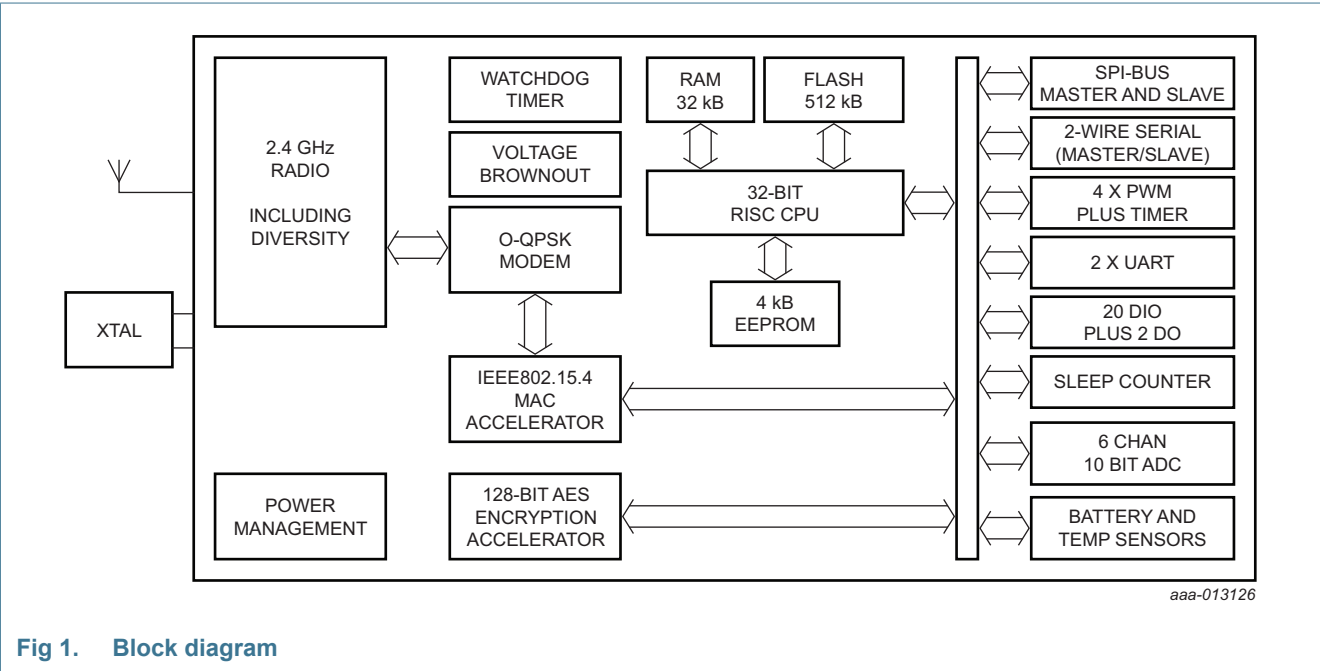 2.4 GHz
RADIO
INCLUDING
DIVERSITY
WATCHDOG
TIMER
VOLTAGE
BROWNOUT
O-QPSK
MODEM
IEEE802.15.4
MAC
ACCELERATOR
128-BIT AES
ENCRYPTION
ACCELERATOR
POWER
MANAGEMENT
XTAL
RAM
32 kB
FLASH
512 kB
32-BIT
RISC CPU
4 kB
EEPROM
SPI-BUS
MASTER AND SLAVE
2-WIRE SERIAL
(MASTER/SLAVE)
4 X PWM
PLUS TIMER
2 X UART
20 DIO
PLUS 2 DO
SLEEP COUNTER
6 CHAN
10 BIT ADC
BATTERY AND
TEMP SENSORS
aaa-013126
Fig 1. Block diagram